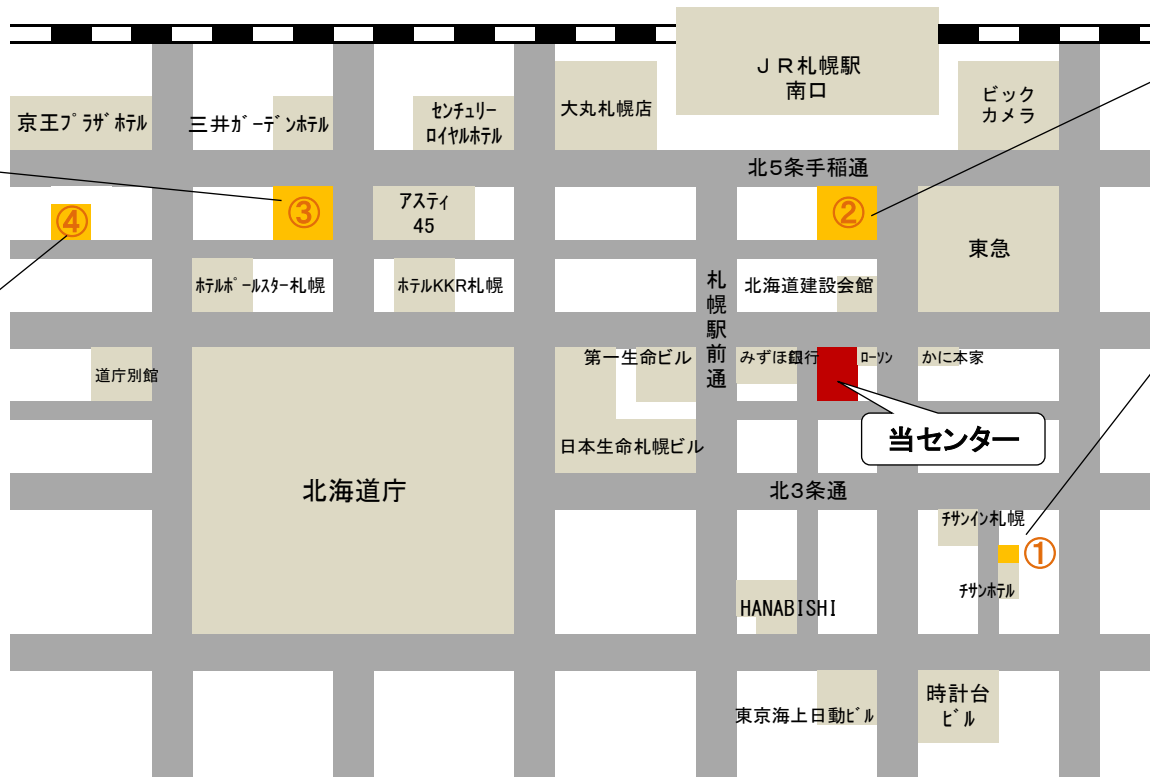 ＪＲ札幌駅
南口
ビック
カメラ
京王ﾌﾟﾗｻﾞﾎﾃﾙ
三井ｶﾞｰﾃﾞﾝﾎﾃﾙ
ｾﾝﾁｭﾘｰ
ﾛｲﾔﾙﾎﾃﾙ
大丸札幌店
北5条手稲通
④
③
アスティ
45
②
東急
ﾎﾃﾙﾎﾟｰﾙｽﾀｰ札幌
ﾎﾃﾙKKR札幌
札幌駅前通
北海道建設会館
道庁別館
第一生命ビル
みずほ銀行
ﾛｰｿﾝ
かに本家
当センター
日本生命札幌ビル
北海道庁
北3条通
ﾁｻﾝｲﾝ札幌
①
ﾁｻﾝﾎﾃﾙ
HANABISHI
東京海上日動ﾋﾞﾙ
時計台
ﾋﾞﾙ